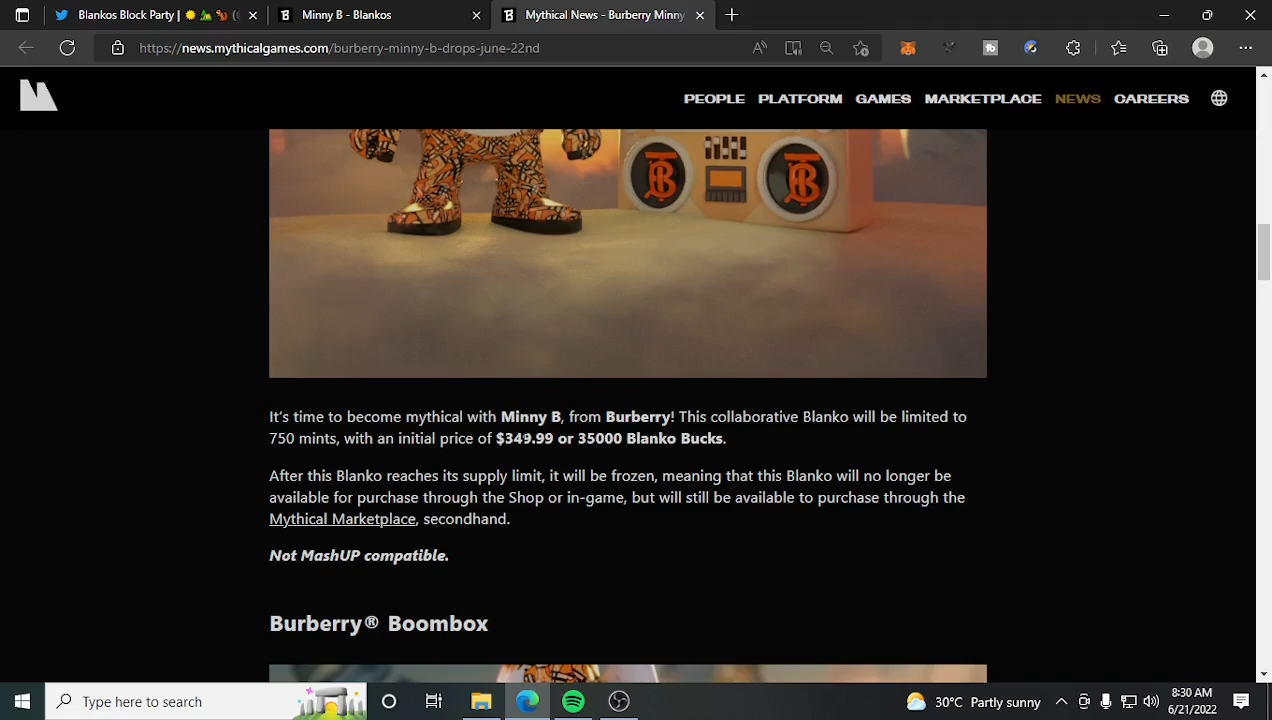 Blankos Block Party |
Minny B - Blankos
Mythical News - Burberry Minny
https://news.mythicalgames.com/burberry-minny-b-drops-june-22nd
PEOPLE PLATFORM GAMES MARKETPLACE NEWS CAREERS
It's time to become mythical with Minny B, from Burberry! This collaborative Blanko will be limited to
750 mints, with an initial price of $349.99 or 35000 Blanko Bucks.
After this Blanko reaches its supply limit, it will be frozen, meaning that this Blanko will no longer be
available for purchase through the Shop or in-game, but will still be available to purchase through the
Mythical Marketplace, secondhand.
Not MashUP compatible.
Burberry® Boombox
Type here to search
30°C Partly sunny
8:30 AM
6/21/2022